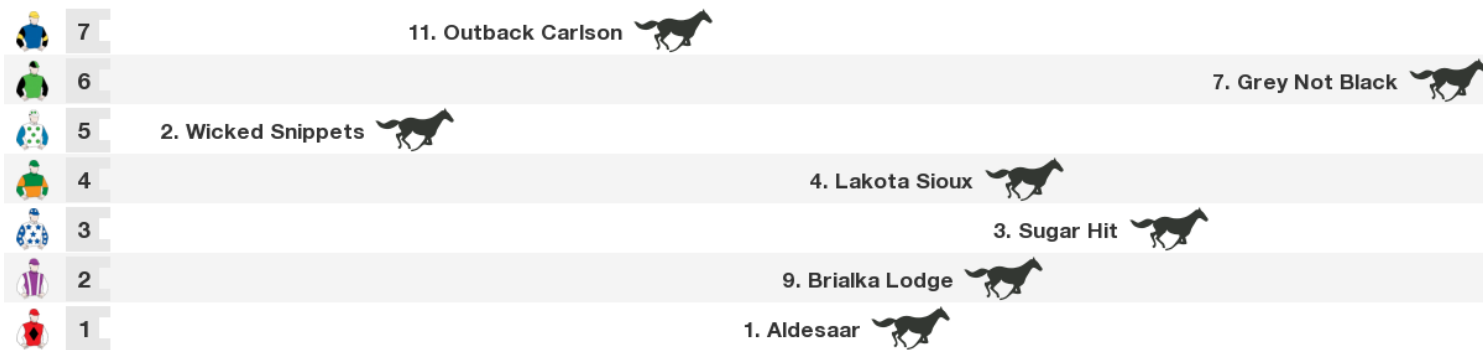 7 11. Outback Carlson
6 7. Grey Not Black
5 2. Wicked Snippets
4 4. Lakota Sioux
3 3. Sugar Hit
2 9. Brialka Lodge
1 1. Aldesaar